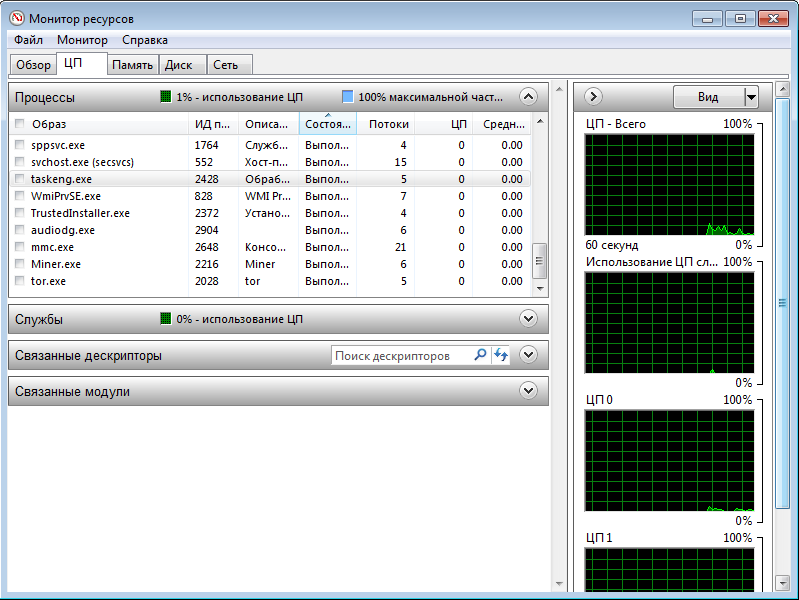 Монитор ресурсов
Файл Монитор Справка
Обзор ЦП Память Диск Сеть
Процессы 1% - использование ЦП 100% максимальной част...
Образ ИД п... Описа... Состоя... Потоки ЦП Средн...
sppsvc.exe 1764 Служб... Выпол... 4 0 0.00
svchost.exe (secsvcs) 552 Хост-п... Выпол... 15 0 0.00
taskeng.exe 2428 Обраб... Выпол... 5 0 0.00
WmiPrvSE.exe 828 WMI Pr... Выпол... 7 0 0.00
TrustedInstaller.exe 2372 Устано... Выпол... 4 0 0.00
audiodg.exe 2904 Выпол... 6 0 0.00
mmc.exe 2648 Консо... Выпол... 21 0 0.00
Miner.exe 2216 Miner Выпол... 6 0 0.00
tor.exe 2028 tor Выпол... 5 0 0.00
Службы 0% - использование ЦП
Связанные дескрипторы Поиск дескрипторов
Связанные модули
Вид
ЦП - Всего 100%
60 секунд 0%
Использование ЦП сл... 100%
0%
ЦП 0 100%
0%
ЦП 1 100%